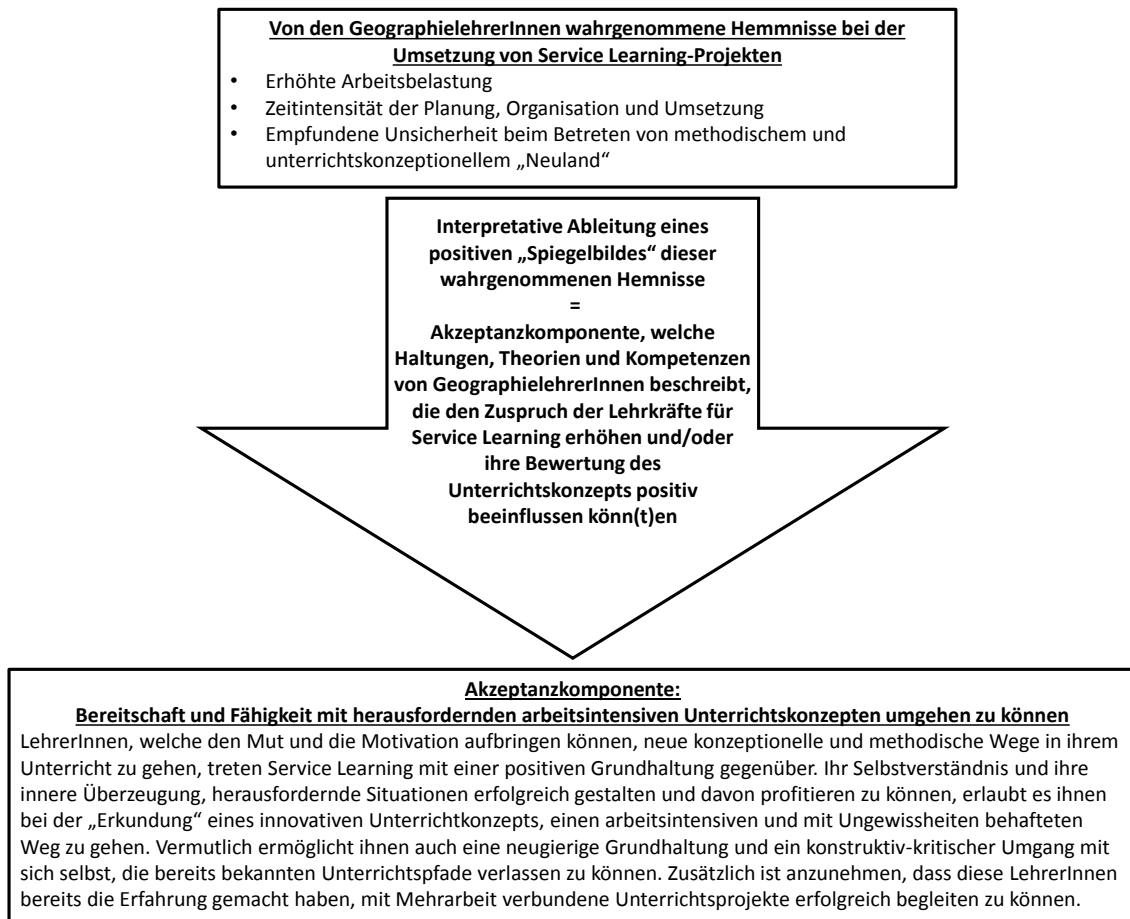 Von den GeographielehrerInnen wahrgenommene Hemmnisse bei der
Umsetzung von Service Learning-Projekten
• Erhöhte Arbeitsbelastung
• Zeitintensität der Planung, Organisation und Umsetzung
• Empfundene Unsicherheit beim Betreten von methodischem und
unterrichtskonzeptionellem „Neuland“
Interpretative Ableitung eines
positiven „Spiegelbildes“ dieser
wahrgenommenen Hemnisse
=
Akzeptanzkomponente, welche
Haltungen, Theorien und Kompetenzen
von GeographielehrerInnen beschreibt,
die den Zuspruch der Lehrkräfte für
Service Learning erhöhen und/oder
ihre Bewertung des
Unterrichtskonzepts positiv
beeinflussen könn(t)en
Akzeptanzkomponente:
Bereitschaft und Fähigkeit mit herausfordernden arbeitsintensiven Unterrichtskonzepten umgehen zu können
LehrerInnen, welche den Mut und die Motivation aufbringen können, neue konzeptionelle und methodische Wege in ihrem
Unterricht zu gehen, treten Service Learning mit einer positiven Grundhaltung gegenüber. Ihr Selbstverständnis und ihre
innere Überzeugung, herausfordernde Situationen erfolgreich gestalten und davon profitieren zu können, erlaubt es ihnen
bei der „Erkundung“ eines innovativen Unterrichtkonzepts, einen arbeitsintensiven und mit Ungewissheiten behafteten
Weg zu gehen. Vermutlich ermöglicht ihnen auch eine neugierige Grundhaltung und ein konstruktiv-kritischer Umgang mit
sich selbst, die bereits bekannten Unterrichtspfade verlassen zu können. Zusätzlich ist anzunehmen, dass diese LehrerInnen
bereits die Erfahrung gemacht haben, mit Mehrarbeit verbundene Unterrichtsprojekte erfolgreich begleiten zu können.